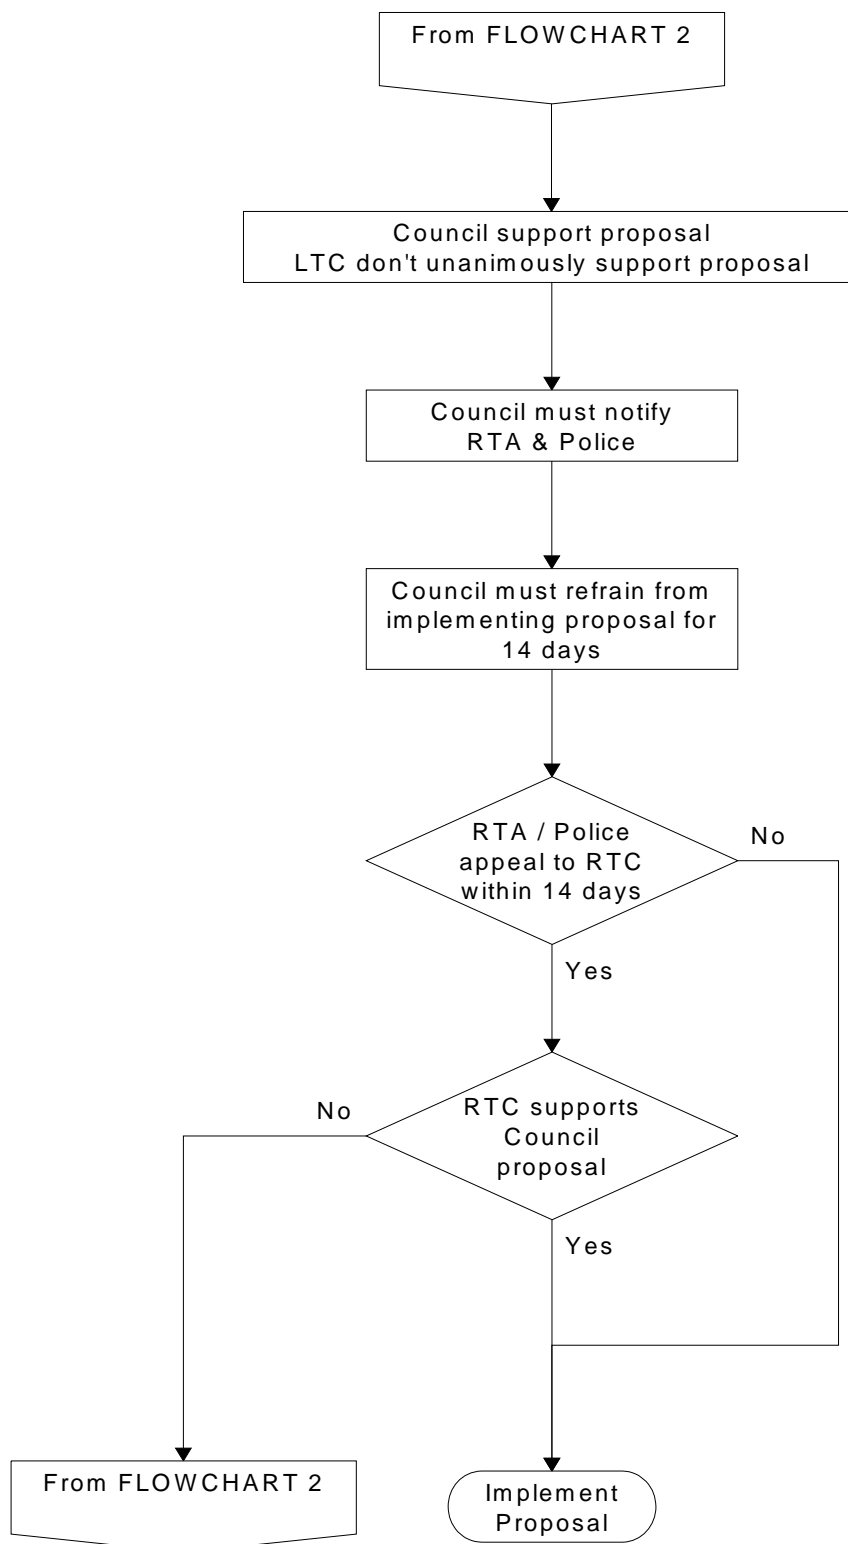 From FLOWCHART 2
Council support proposal
LTC don't unanimously support proposal
Council must notify
RTA & Police
Council must refrain from
implementing proposal for
14 days
RTA / Police
appeal to RTC
within 14 days
No
Yes
RTC supports
Council
proposal
No
Yes
From FLOWCHART 2
Implement
Proposal